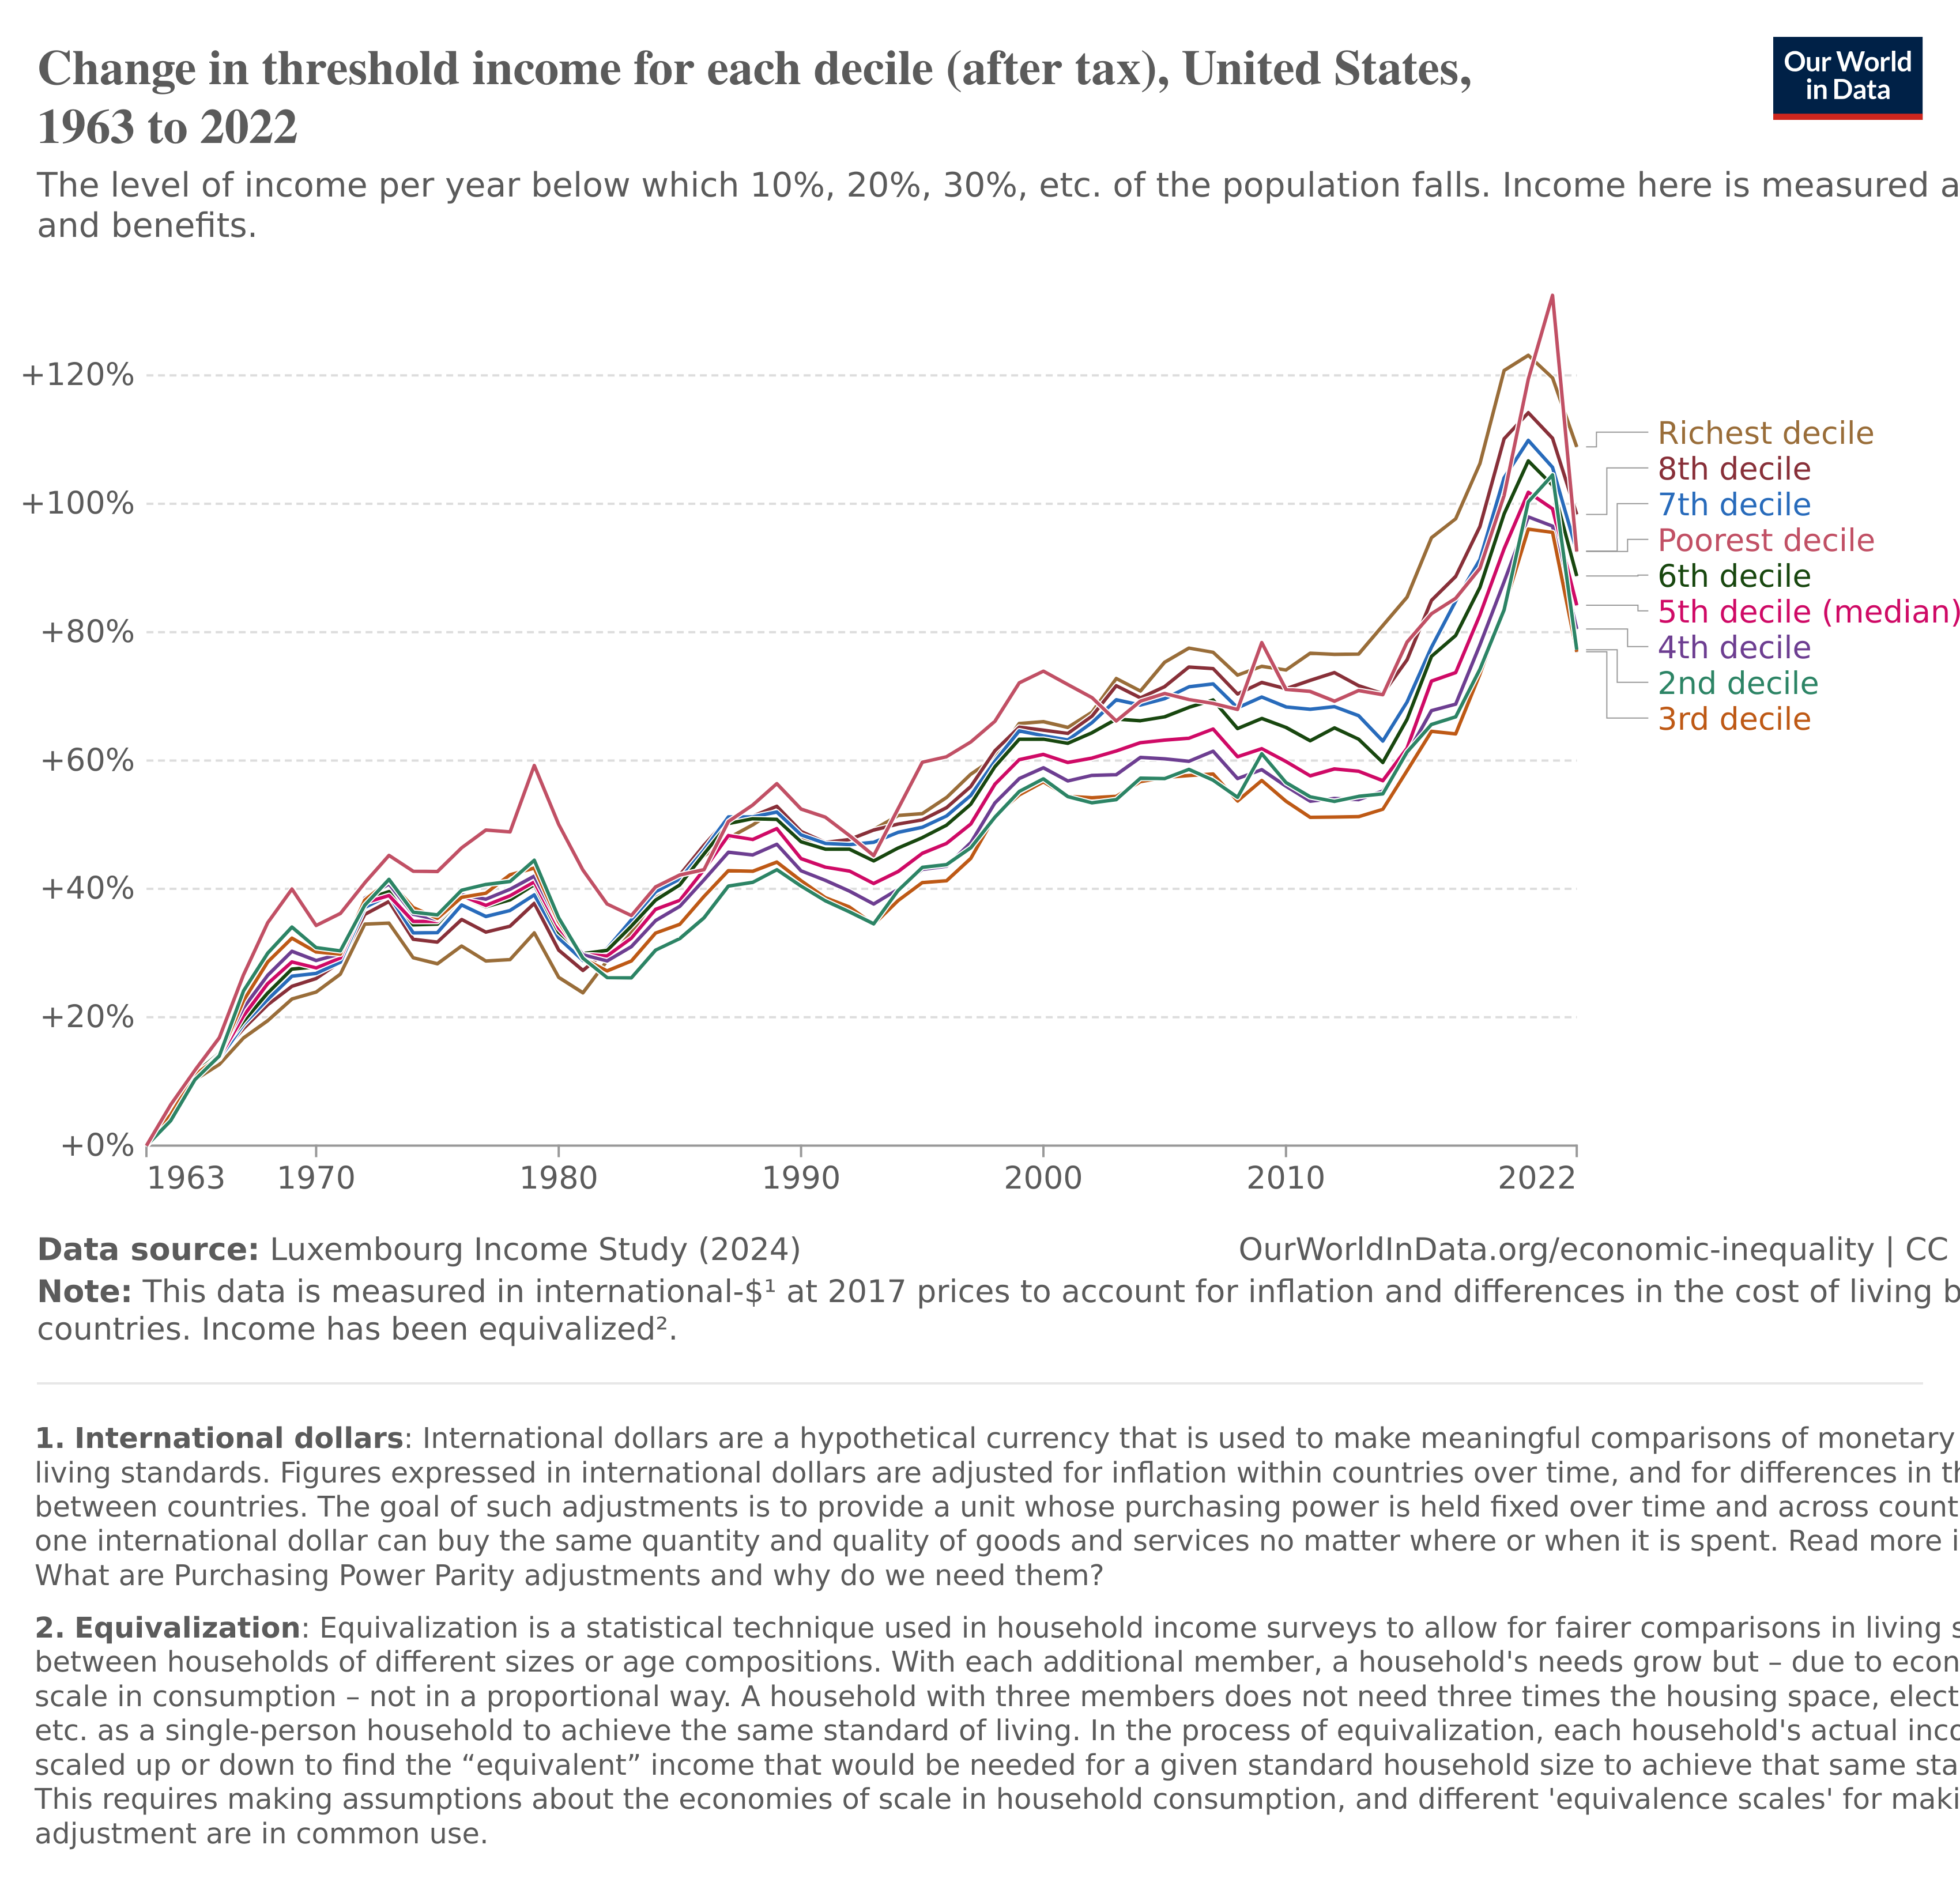 Change in threshold income for each decile (after tax), United States,
1963 to 2022
Our World
in Data
The level of income per year below which 10%, 20%, 30%, etc. of the population falls. Income here is measured
and benefits.
+120%
+100%
+80%
+60%
+40%
+20%
+0%
Richest decile
8th decile
7th decile
Poorest decile
6th decile
5th decile (median)
4th decile
2nd decile
3rd decile
1963
1970
1980
1990
2000
2010
2022
Data source: Luxembourg Income Study (2024)
OurWorldInData.org/economic-inequality | CC
Note: This data is measured in international-$¹ at 2017 prices to account for inflation and differences in the cost of living
countries. Income has been equivalized².
1. International dollars: International dollars are a hypothetical currency that is used to make meaningful comparisons of monetary
living standards. Figures expressed in international dollars are adjusted for inflation within countries over time, and for differences in
between countries. The goal of such adjustments is to provide a unit whose purchasing power is held fixed over time and across
one international dollar can buy the same quantity and quality of goods and services no matter where or when it is spent. Read more
What are Purchasing Power Parity adjustments and why do we need them?
2. Equivalization: Equivalization is a statistical technique used in household income surveys to allow for fairer comparisons in living
between households of different sizes or age compositions. With each additional member, a household's needs grow but – due to
scale in consumption – not in a proportional way. A household with three members does not need three times the housing space,
etc. as a single-person household to achieve the same standard of living. In the process of equivalization, each household's actual
scaled up or down to find the “equivalent” income that would be needed for a given standard household size to achieve that same
This requires making assumptions about the economies of scale in household consumption, and different 'equivalence scales' for
adjustment are in common use.